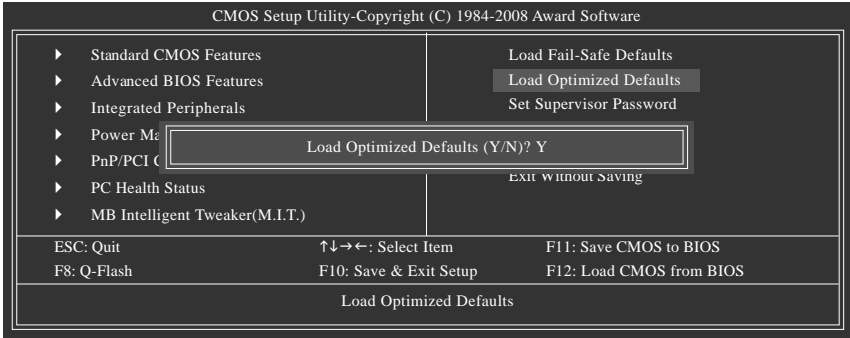 CMOS Setup Utility-Copyright (C) 1984-2008 Award Software
Standard CMOS Features
Advanced BIOS Features
Integrated Peripherals
Power
PnP/PCI
PC Health Status
MB Intelligent Tweaker(M.I.T.)
Load Fail-Safe Defaults
Load Optimized Defaults
Set Supervisor Password
Exit Without Saving
Load Optimized Defaults (Y/N)? Y
ESC: Quit
↑↓→←: Select Item
F11: Save CMOS to BIOS
F8: Q-Flash
F10: Save & Exit Setup
F12: Load CMOS from BIOS
Load Optimized Defaults